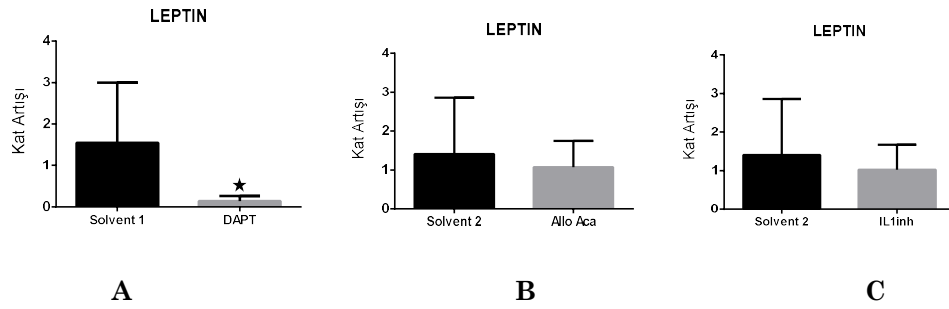 LEPTIN
Kat Artışı
4
3
2
1
0
★
Solvent 1 DAPT
A
LEPTIN
Kat Artışı
4
3
2
1
0
Solvent 2 Allo Aca
B
LEPTIN
Kat Artışı
4
3
2
1
0
Solvent 2 IL1inh
C